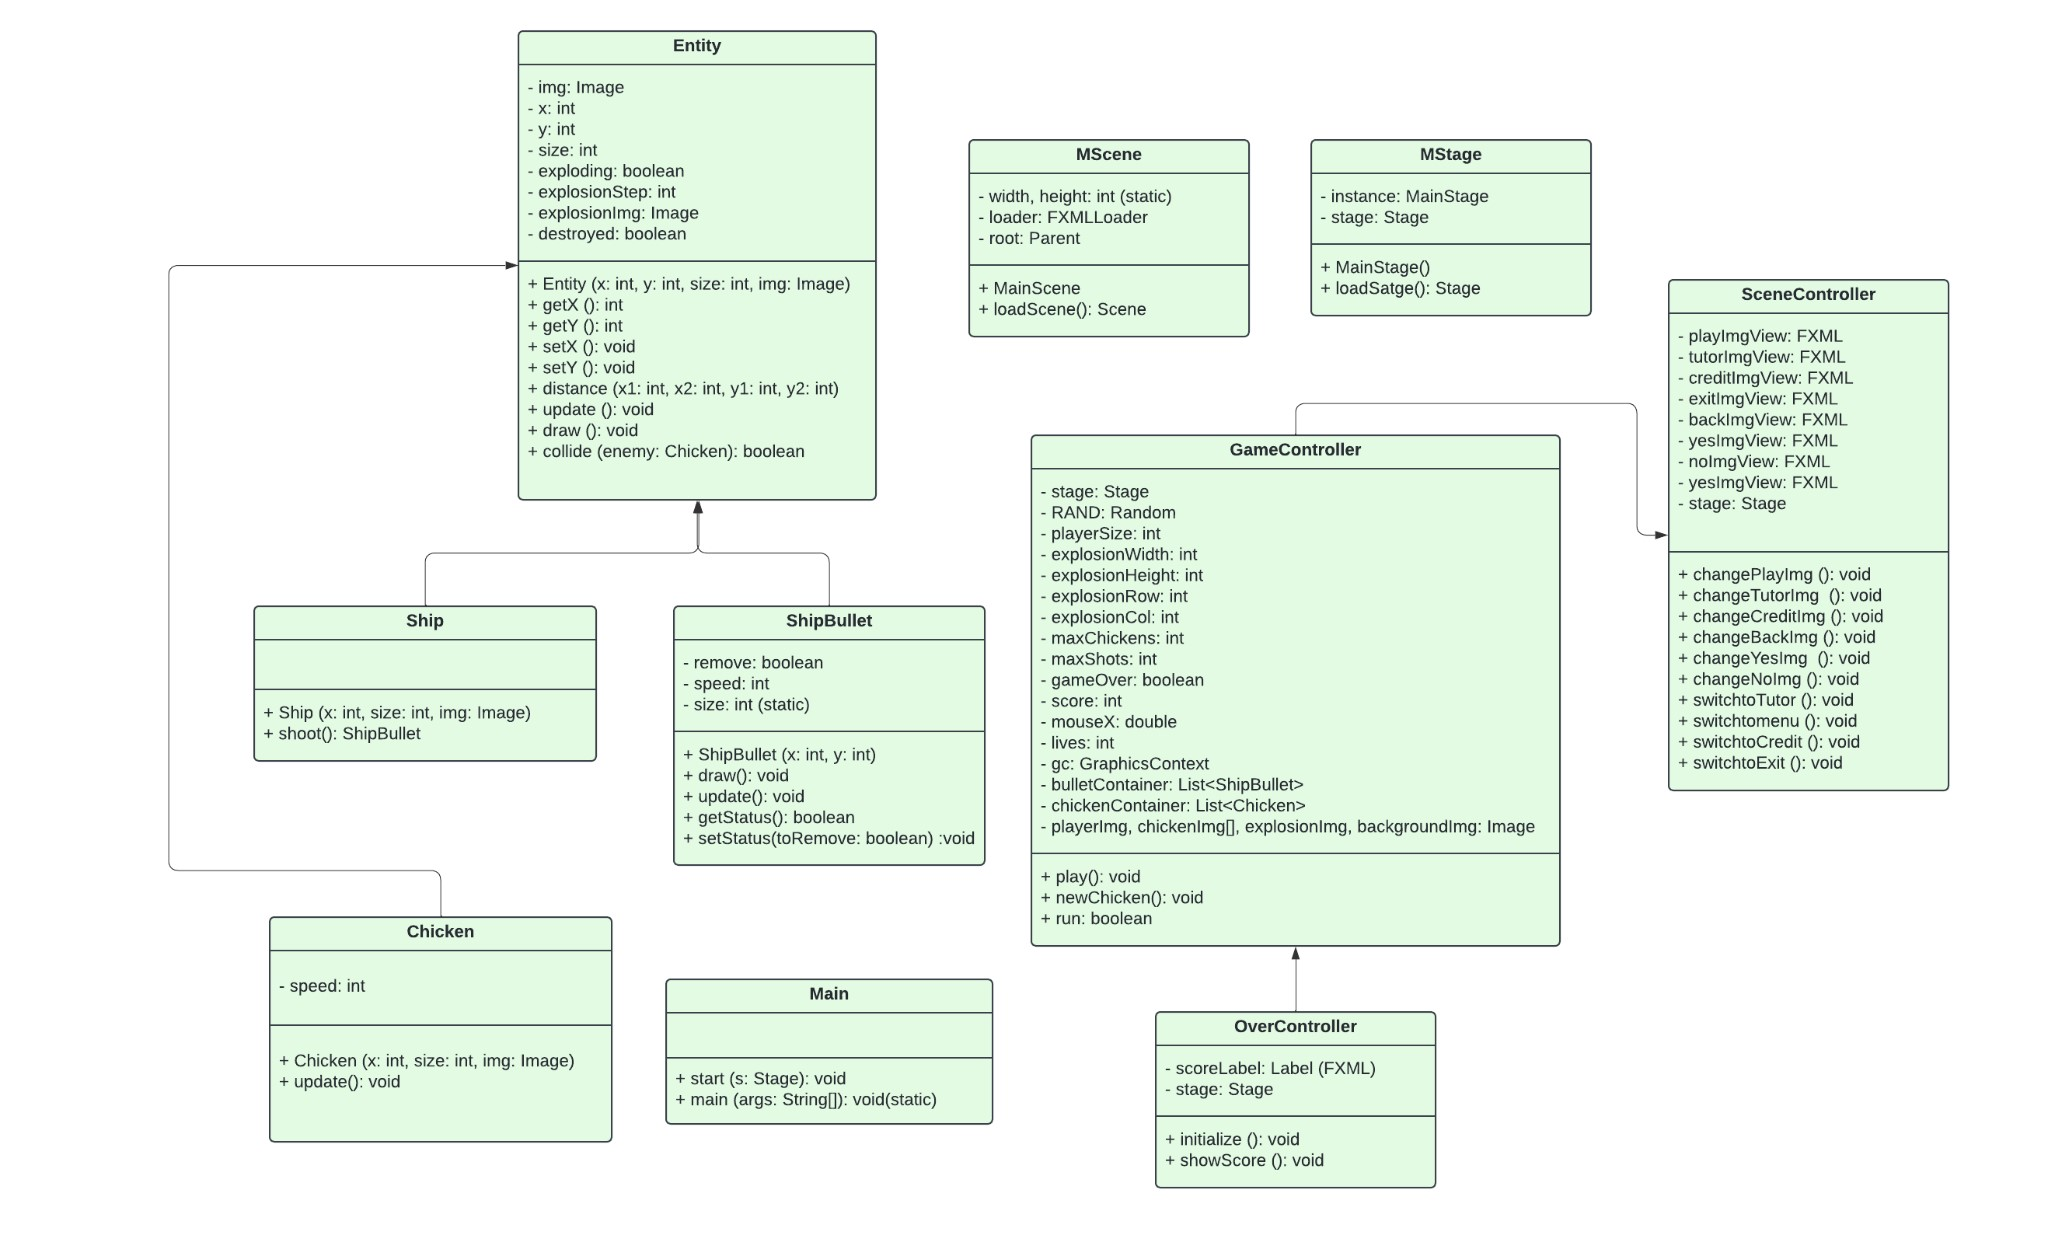 Entity
- img: Image
- x: int
- y: int
- size: int
- exploding: boolean
- explosionStep: int
- explosionImg: Image
- destroyed: boolean
+ Entity (x: int, y: int, size: int, img: Image)
+ getX (): int
+ getY (): int
+ setX (): void
+ setY (): void
+ distance (x1: int, x2: int, y1: int, y2: int)
+ update (): void
+ draw (): void
+ collide (enemy: Chicken): boolean
MScene
- width, height: int (static)
- loader: FXMLLoader
- root: Parent
+ MainScene
+ loadScene(): Scene
MStage
- instance: MainStage
- stage: Stage
+ MainStage()
+ loadSatge(): Stage
SceneController
- playImgView: FXML
- tutorImgView: FXML
- creditImgView: FXML
- exitImgView: FXML
- backImgView: FXML
- yesImgView: FXML
- noImgView: FXML
- yesImgView: FXML
- stage: Stage
+ changePlayImg (): void
+ changeTutorImg  (): void
+ changeCreditImg (): void
+ changeBackImg (): void
+ changeYesImg  (): void
+ changeNoImg (): void
+ switchtoTutor (): void
+ switchtomenu (): void
+ switchtoCredit (): void
+ switchtoExit (): void
GameController
- stage: Stage
- RAND: Random
- playerSize: int
- explosionWidth: int
- explosionHeight: int
- explosionRow: int
- explosionCol: int
- maxChickens: int
- maxShots: int
- gameOver: boolean
- score: int
- mouseX: double
- lives: int
- gc: GraphicsContext
- bulletContainer: List<ShipBullet>
- chickenContainer: List<Chicken>
- playerImg, chickenImg[], explosionImg, backgroundImg: Image
+ play(): void
+ newChicken(): void
+ run: boolean
Ship
+ Ship (x: int, size: int, img: Image)
+ shoot(): ShipBullet
ShipBullet
- remove: boolean
- speed: int
- size: int (static)
+ ShipBullet (x: int, y: int)
+ draw(): void
+ update(): void
+ getStatus(): boolean
+ setStatus(toRemove: boolean) :void
Chicken
- speed: int
+ Chicken (x: int, size: int, img: Image)
+ update(): void
Main
+ start (s: Stage): void
+ main (args: String[]): void(static)
OverController
- scoreLabel: Label (FXML)
- stage: Stage
+ initialize (): void
+ showScore (): void